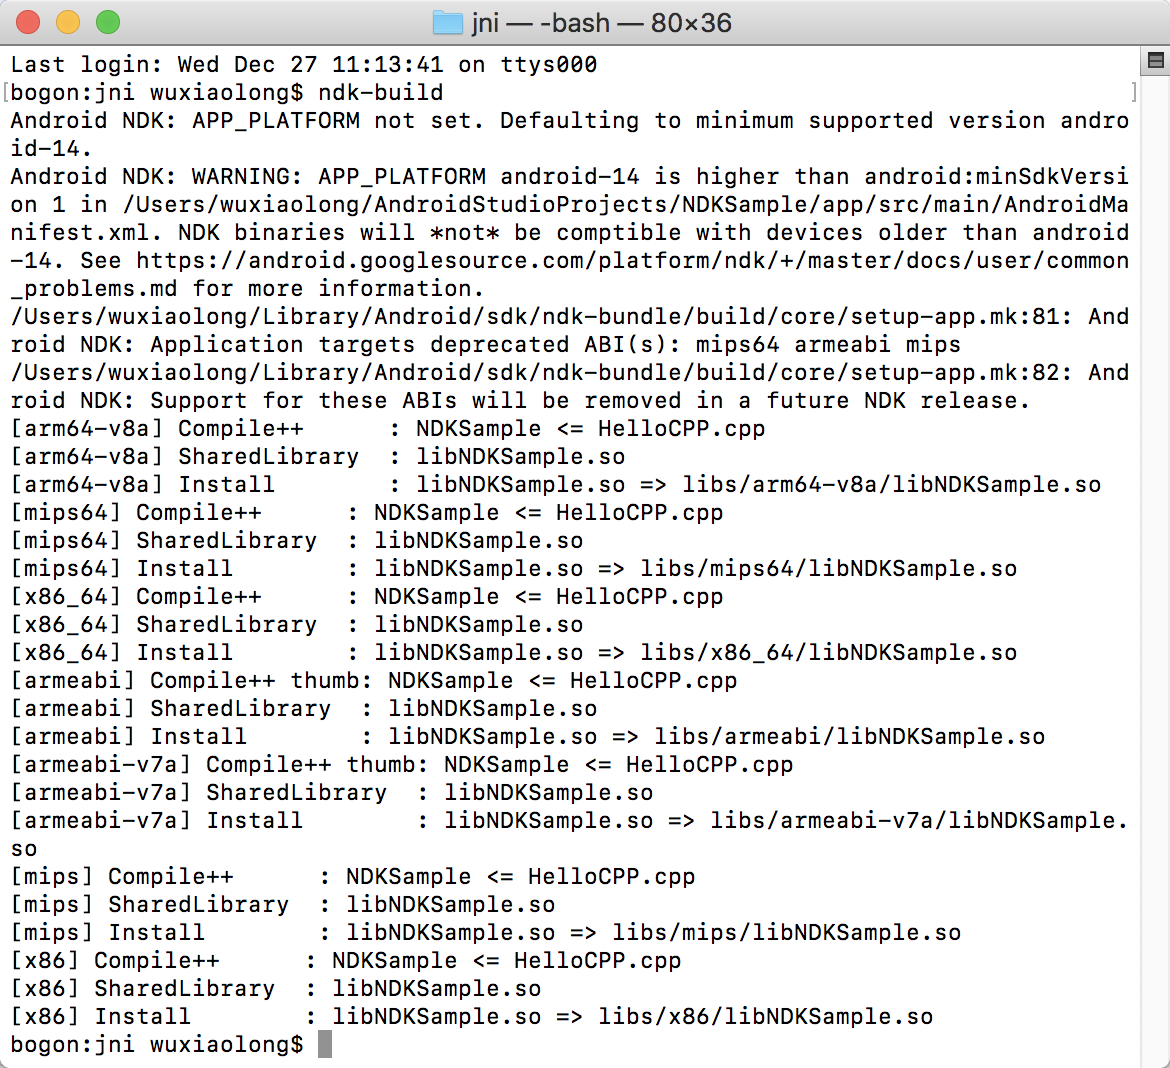 jni — -bash — 80×36
Last login: Wed Dec 27 11:13:41 on ttys000
[bogon:jni wuxiaolong$ ndk-build ]
Android NDK: APP_PLATFORM not set. Defaulting to minimum supported version andro
id-14.
Android NDK: WARNING: APP_PLATFORM android-14 is higher than android:minSdkVersi
on 1 in /Users/wuxiaolong/AndroidStudioProjects/NDKSample/app/src/main/AndroidMa
nifest.xml. NDK binaries will *not* be comptible with devices older than android
-14. See https://android.googlesource.com/platform/ndk/+/master/docs/user/common
_problems.md for more information.
/Users/wuxiaolong/Library/Android/sdk/ndk-bundle/build/core/setup-app.mk:81: And
roid NDK: Application targets deprecated ABI(s): mips64 armeabi mips
/Users/wuxiaolong/Library/Android/sdk/ndk-bundle/build/core/setup-app.mk:82: And
roid NDK: Support for these ABIs will be removed in a future NDK release.
[arm64-v8a] Compile++      : NDKSample <= HelloCPP.cpp
[arm64-v8a] SharedLibrary  : libNDKSample.so
[arm64-v8a] Install        : libNDKSample.so => libs/arm64-v8a/libNDKSample.so
[mips64] Compile++      : NDKSample <= HelloCPP.cpp
[mips64] SharedLibrary  : libNDKSample.so
[mips64] Install        : libNDKSample.so => libs/mips64/libNDKSample.so
[x86_64] Compile++      : NDKSample <= HelloCPP.cpp
[x86_64] SharedLibrary  : libNDKSample.so
[x86_64] Install        : libNDKSample.so => libs/x86_64/libNDKSample.so
[armeabi] Compile++ thumb: NDKSample <= HelloCPP.cpp
[armeabi] SharedLibrary  : libNDKSample.so
[armeabi] Install        : libNDKSample.so => libs/armeabi/libNDKSample.so
[armeabi-v7a] Compile++ thumb: NDKSample <= HelloCPP.cpp
[armeabi-v7a] SharedLibrary  : libNDKSample.so
[armeabi-v7a] Install        : libNDKSample.so => libs/armeabi-v7a/libNDKSample.
so
[mips] Compile++      : NDKSample <= HelloCPP.cpp
[mips] SharedLibrary  : libNDKSample.so
[mips] Install        : libNDKSample.so => libs/mips/libNDKSample.so
[x86] Compile++      : NDKSample <= HelloCPP.cpp
[x86] SharedLibrary  : libNDKSample.so
[x86] Install        : libNDKSample.so => libs/x86/libNDKSample.so
bogon:jni wuxiaolong$